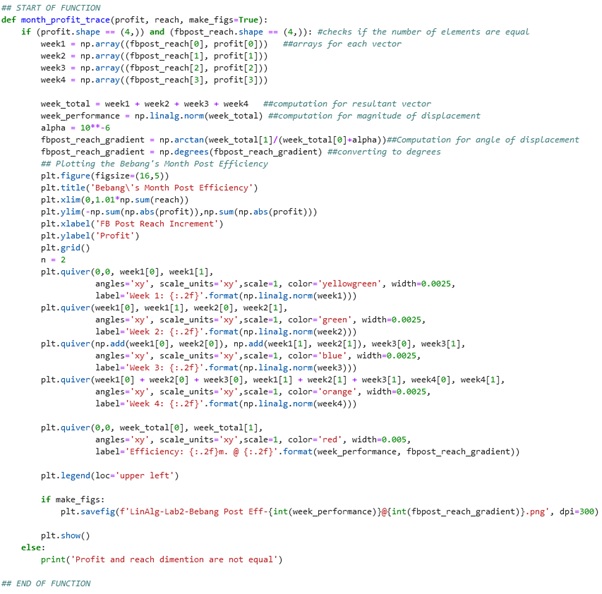 ## START OF FUNCTION
def month_profit_trace(profit, reach, make_figs=True):
    if (profit.shape == (4,)) and (fbpost_reach.shape == (4,)): #checks if the number of elements are equal
        week1 = np.array((fbpost_reach[0], profit[0]))   ##arrays for each vector
        week2 = np.array((fbpost_reach[1], profit[1]))
        week3 = np.array((fbpost_reach[2], profit[2]))
        week4 = np.array((fbpost_reach[3], profit[3]))

        week_total = week1 + week2 + week3 + week4   ##computation for resultant vector
        week_performance = np.linalg.norm(week_total) ##computation for magnitude of displacement
        alpha = 10**-6
        fbpost_reach_gradient = np.arctan(week_total[1]/(week_total[0]+alpha))##Computation for angle of displacement
        fbpost_reach_gradient = np.degrees(fbpost_reach_gradient) ##converting to degrees
        ## Plotting the Bebang's Month Post Efficiency
        plt.figure(figsize=(16,5))
        plt.title('Bebang\'s Month Post Efficiency')
        plt.xlim(0,1.01*np.sum(reach))
        plt.ylim(-np.sum(np.abs(profit)),np.sum(np.abs(profit)))
        plt.xlabel('FB Post Reach Increment')
        plt.ylabel('Profit')
        plt.grid()
        n = 2
        plt.quiver(0,0, week1[0], week1[1],
                   angles='xy', scale_units='xy',scale=1, color='yellowgreen', width=0.0025,
                   label='Week 1: {:.2f}'.format(np.linalg.norm(week1)))
        plt.quiver(week1[0], week1[1], week2[0], week2[1],
                   angles='xy', scale_units='xy',scale=1, color='green', width=0.0025,
                   label='Week 2: {:.2f}'.format(np.linalg.norm(week2)))
        plt.quiver(np.add(week1[0], week2[0]), np.add(week1[1], week2[1]), week3[0], week3[1],
                   angles='xy', scale_units='xy',scale=1, color='blue', width=0.0025,
                   label='Week 3: {:.2f}'.format(np.linalg.norm(week3)))
        plt.quiver(week1[0] + week2[0] + week3[0], week1[1] + week2[1] + week3[1], week4[0], week4[1],
                   angles='xy', scale_units='xy',scale=1, color='orange', width=0.0025,
                   label='Week 4: {:.2f}'.format(np.linalg.norm(week4)))

        plt.quiver(0,0, week_total[0], week_total[1],
                   angles='xy', scale_units='xy',scale=1, color='red', width=0.005,
                   label='Efficiency: {:.2f}m. @ {:.2f}'.format(week_performance, fbpost_reach_gradient))

        plt.legend(loc='upper left')

        if make_figs:
            plt.savefig(f'LinAlg-Lab2-Bebang Post Eff-{int(week_performance)}@{int(fbpost_reach_gradient)}.png', dpi=300)

        plt.show()
    else:
        print('Profit and reach dimention are not equal')

## END OF FUNCTION